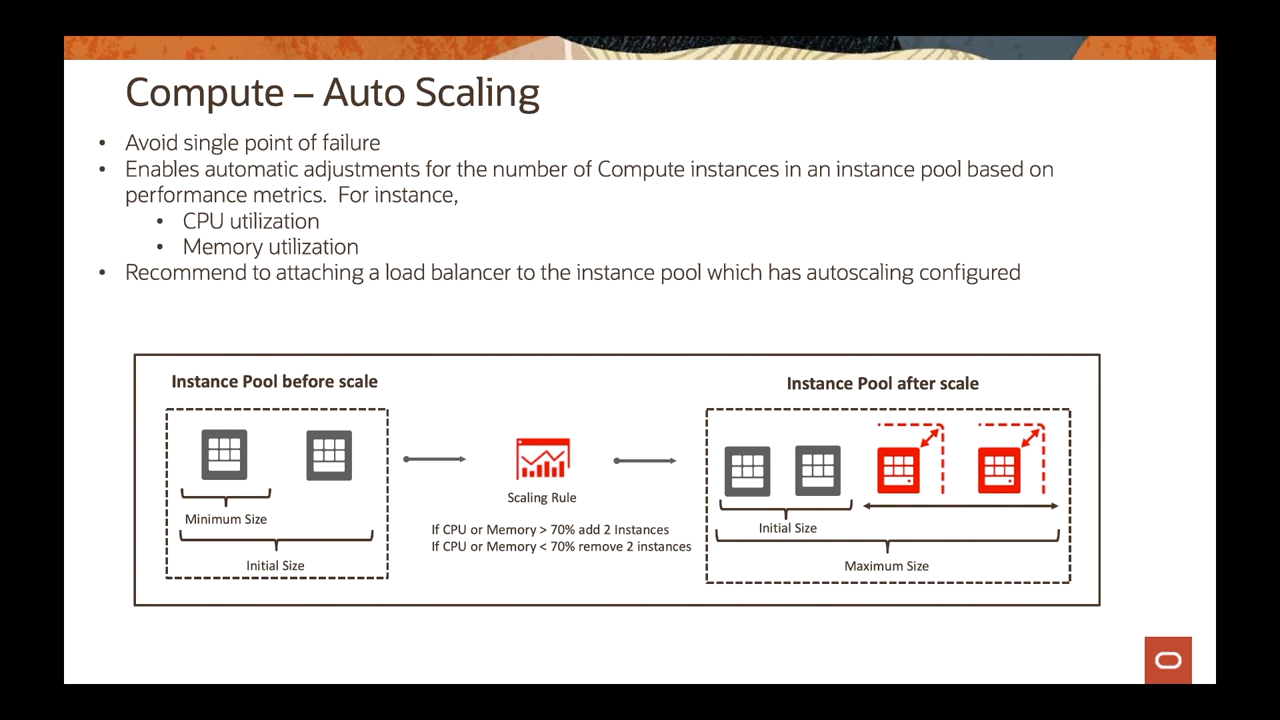 Compute – Auto Scaling
• Avoid single point of failure
• Enables automatic adjustments for the number of Compute instances in an instance pool based on
performance metrics.  For instance,
• CPU utilization
• Memory utilization
• Recommend to attaching a load balancer to the instance pool which has autoscaling configured
Instance Pool before scale
Minimum Size
Initial Size
Scaling Rule
If CPU or Memory > 70% add 2 Instances
If CPU or Memory < 70% remove 2 instances
Instance Pool after scale
Initial Size
Maximum Size